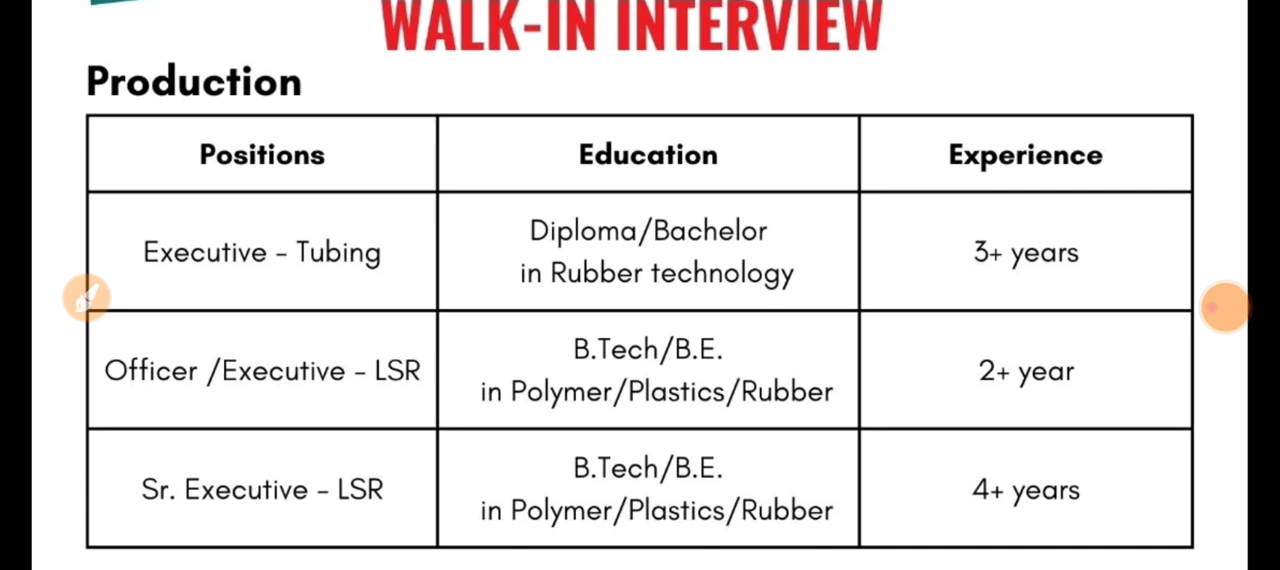 WALK-IN INTERVIEW
Production
Positions Education Experience
Executive - Tubing
Diploma/Bachelor
in Rubber technology
3+ years
Officer /Executive - LSR
B.Tech/B.E.
in Polymer/Plastics/Rubber
2+ year
Sr. Executive - LSR
B.Tech/B.E.
in Polymer/Plastics/Rubber
4+ years